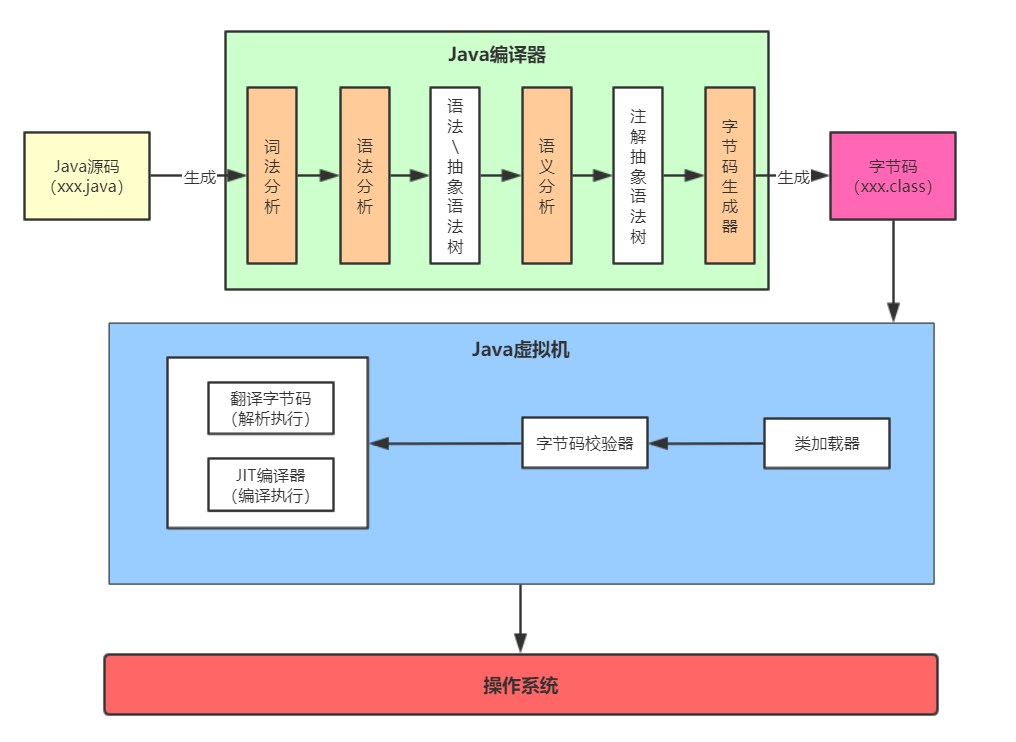 Java编译器
Java源码
（xxx.java）
生成
词法分析
语法分析
语法\抽象语法树
语义分析
注解抽象语法树
字节码生成器
生成
字节码
（xxx.class）
Java虚拟机
翻译字节码
（解析执行）
JIT编译器
（编译执行）
字节码校验器
类加载器
操作系统